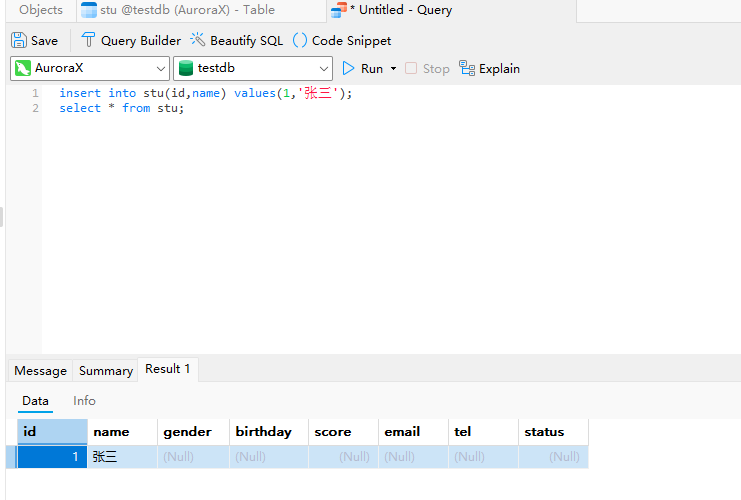 Objects stu @testdb (AuroraX) - Table * Untitled - Query
Save Query Builder Beautify SQL () Code Snippet
AuroraX testdb Run Stop Explain
1 insert into stu(id,name) values(1,'张三');
2 select * from stu;
Message Summary Result 1
Data Info
id name gender birthday score email tel status
1 张三 (Null) (Null) (Null) (Null) (Null) (Null)